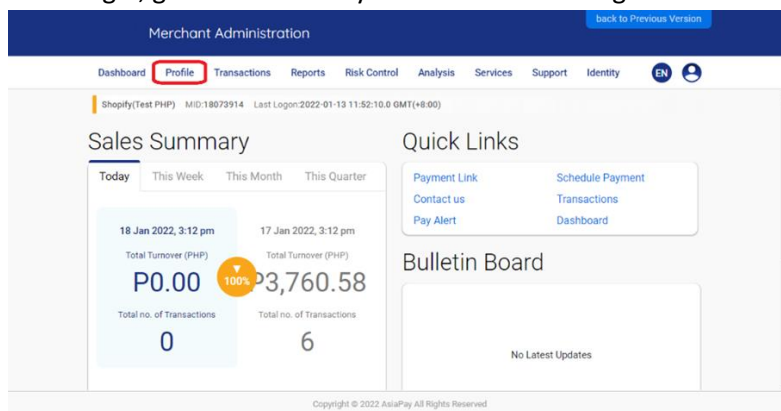 back to Previous Version
Merchant Administration
Dashboard Profile Transactions Reports Risk Control Analysis Services Support Identity EN
Shopify(Test PHP) MID:18073914 Last Logon:2022-01-13 11:52:10.0 GMT(+8:00)
Sales Summary
Today This Week This Month This Quarter
18 Jan 2022, 3:12 pm 17 Jan 2022, 3:12 pm
Total Turnover (PHP) Total Turnover (PHP)
P0.00 100% P3,760.58
Total no. of Transactions Total no. of Transactions
0 6
Quick Links
Payment Link Schedule Payment
Contact us Transactions
Pay Alert Dashboard
Bulletin Board
No Latest Updates
Copyright © 2022 AsiaPay All Rights Reserved